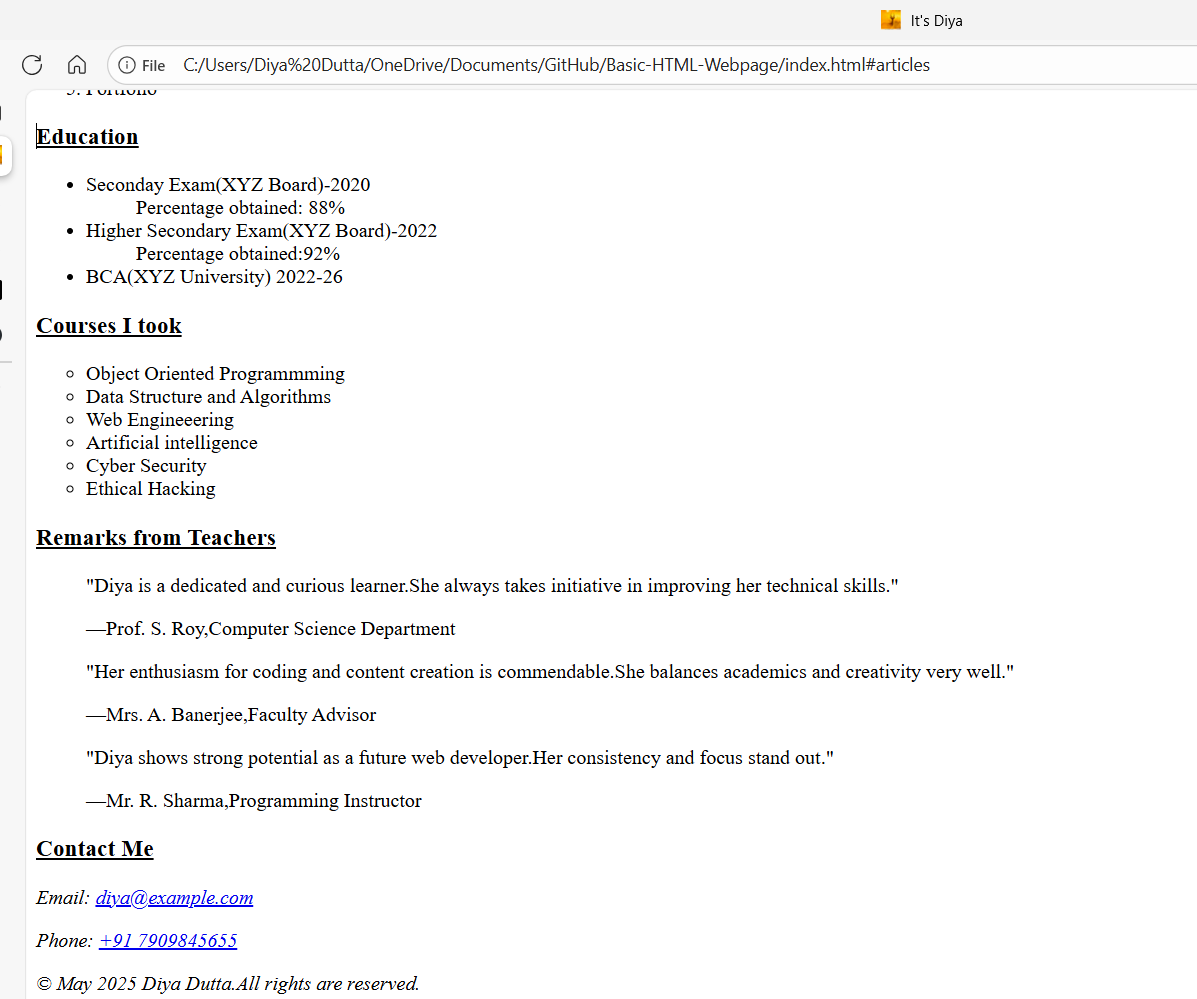 It's Diya
File C:/Users/Diya%20Dutta/OneDrive/Documents/GitHub/Basic-HTML-Webpage/index.html#articles
5. Portfolio
Education
Seconday Exam(XYZ Board)-2020
Percentage obtained: 88%
Higher Secondary Exam(XYZ Board)-2022
Percentage obtained:92%
BCA(XYZ University) 2022-26
Courses I took
Object Oriented Programmming
Data Structure and Algorithms
Web Engineeering
Artificial intelligence
Cyber Security
Ethical Hacking
Remarks from Teachers
"Diya is a dedicated and curious learner.She always takes initiative in improving her technical skills."
—Prof. S. Roy,Computer Science Department
"Her enthusiasm for coding and content creation is commendable.She balances academics and creativity very well."
—Mrs. A. Banerjee,Faculty Advisor
"Diya shows strong potential as a future web developer.Her consistency and focus stand out."
—Mr. R. Sharma,Programming Instructor
Contact Me
Email: diya@example.com
Phone: +91 7909845655
© May 2025 Diya Dutta.All rights are reserved.